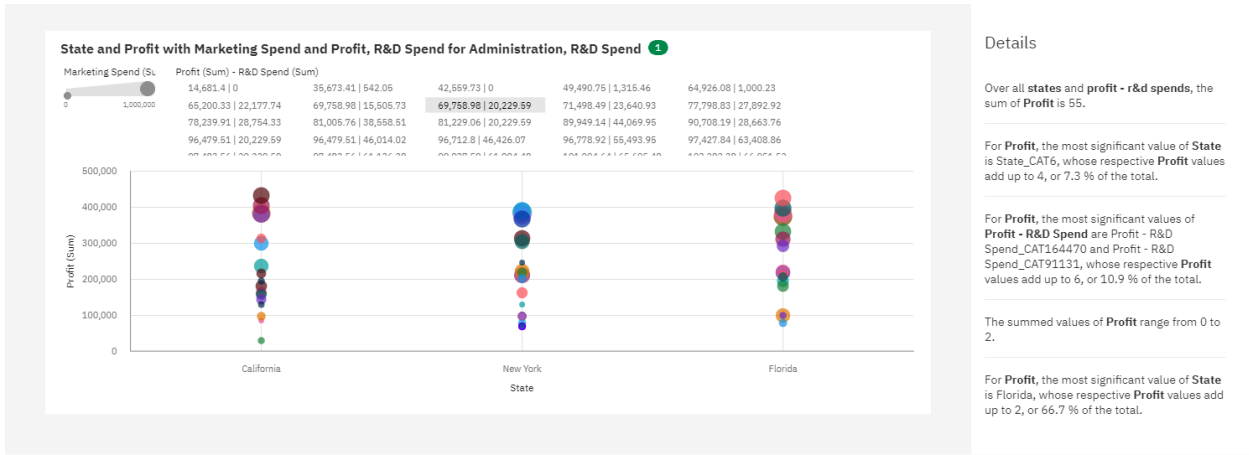 State and Profit with Marketing Spend and Profit, R&D Spend for Administration, R&D Spend 1
Marketing Spend (Su
0 1,000,000
Profit (Sum) - R&D Spend (Sum)
14,681.4 | 0 35,673.41 | 542.05 42,559.73 | 0 49,490.75 | 1,315.46 64,926.08 | 1,000.23
65,200.33 | 22,177.74 69,758.98 | 15,505.73 69,758.98 | 20,229.59 71,498.49 | 23,640.93 77,798.83 | 27,892.92
78,239.91 | 28,754.33 81,005.76 | 38,558.51 81,229.06 | 20,229.59 89,949.14 | 44,069.95 90,708.19 | 28,663.76
96,479.51 | 20,229.59 96,479.51 | 46,014.02 96,712.8 | 46,426.07 96,778.92 | 55,493.95 97,427.84 | 63,408.86
500,000
400,000
300,000
200,000
100,000
0
Profit (Sum)
California New York Florida
State
Details
Over all states and profit - r&d spends, the
sum of Profit is 55.
For Profit, the most significant value of State
is State_CAT6, whose respective Profit values
add up to 4, or 7.3 % of the total.
For Profit, the most significant values of
Profit - R&D Spend are Profit - R&D
Spend_CAT164470 and Profit - R&D
Spend_CAT91131, whose respective Profit
values add up to 6, or 10.9 % of the total.
The summed values of Profit range from 0 to
2.
For Profit, the most significant value of State
is Florida, whose respective Profit values add
up to 2, or 66.7 % of the total.